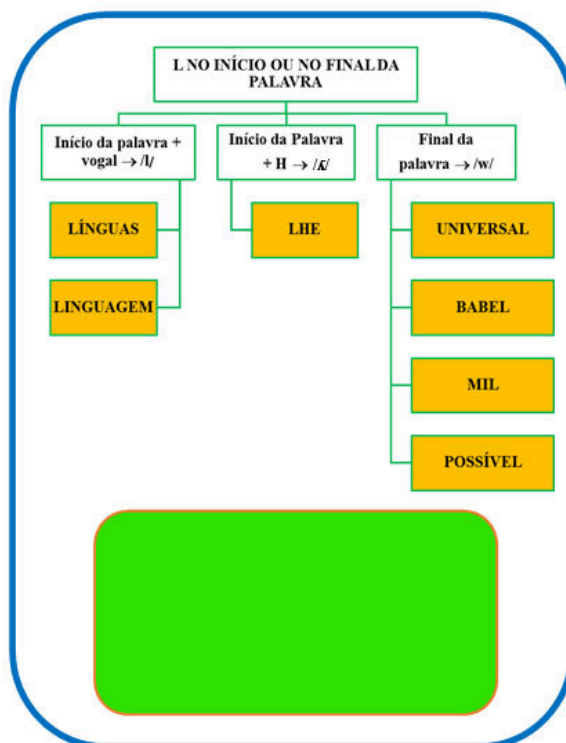 L NO INÍCIO OU NO FINAL DA
PALAVRA
Início da palavra +
vogal → /l/
Início da Palavra
+ H → /ʎ/
Final da
palavra → /w/
LÍNGUAS
LHE
UNIVERSAL
LINGUAGEM
BABEL
MIL
POSSÍVEL